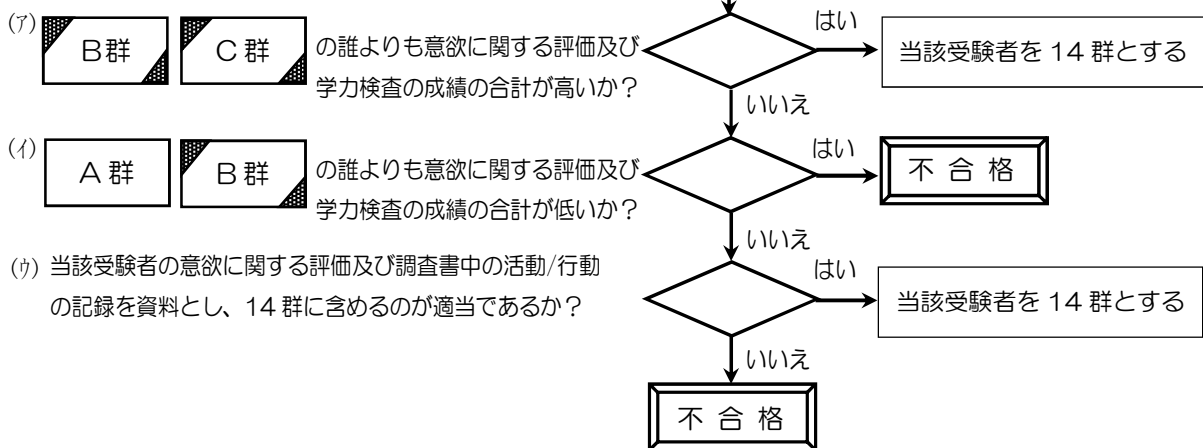 はい
(ア) B群 C群 の誰よりも意欲に関する評価及び
学力検査の成績の合計が高いか？
当該受験者を 14 群とする
いいえ
はい
(イ) A群 B群 の誰よりも意欲に関する評価及び
学力検査の成績の合計が低いか？
不 合 格
いいえ
(ウ) 当該受験者の意欲に関する評価及び調査書中の活動/行動
の記録を資料とし、14 群に含めるのが適当であるか？
はい
当該受験者を 14 群とする
いいえ
不 合 格